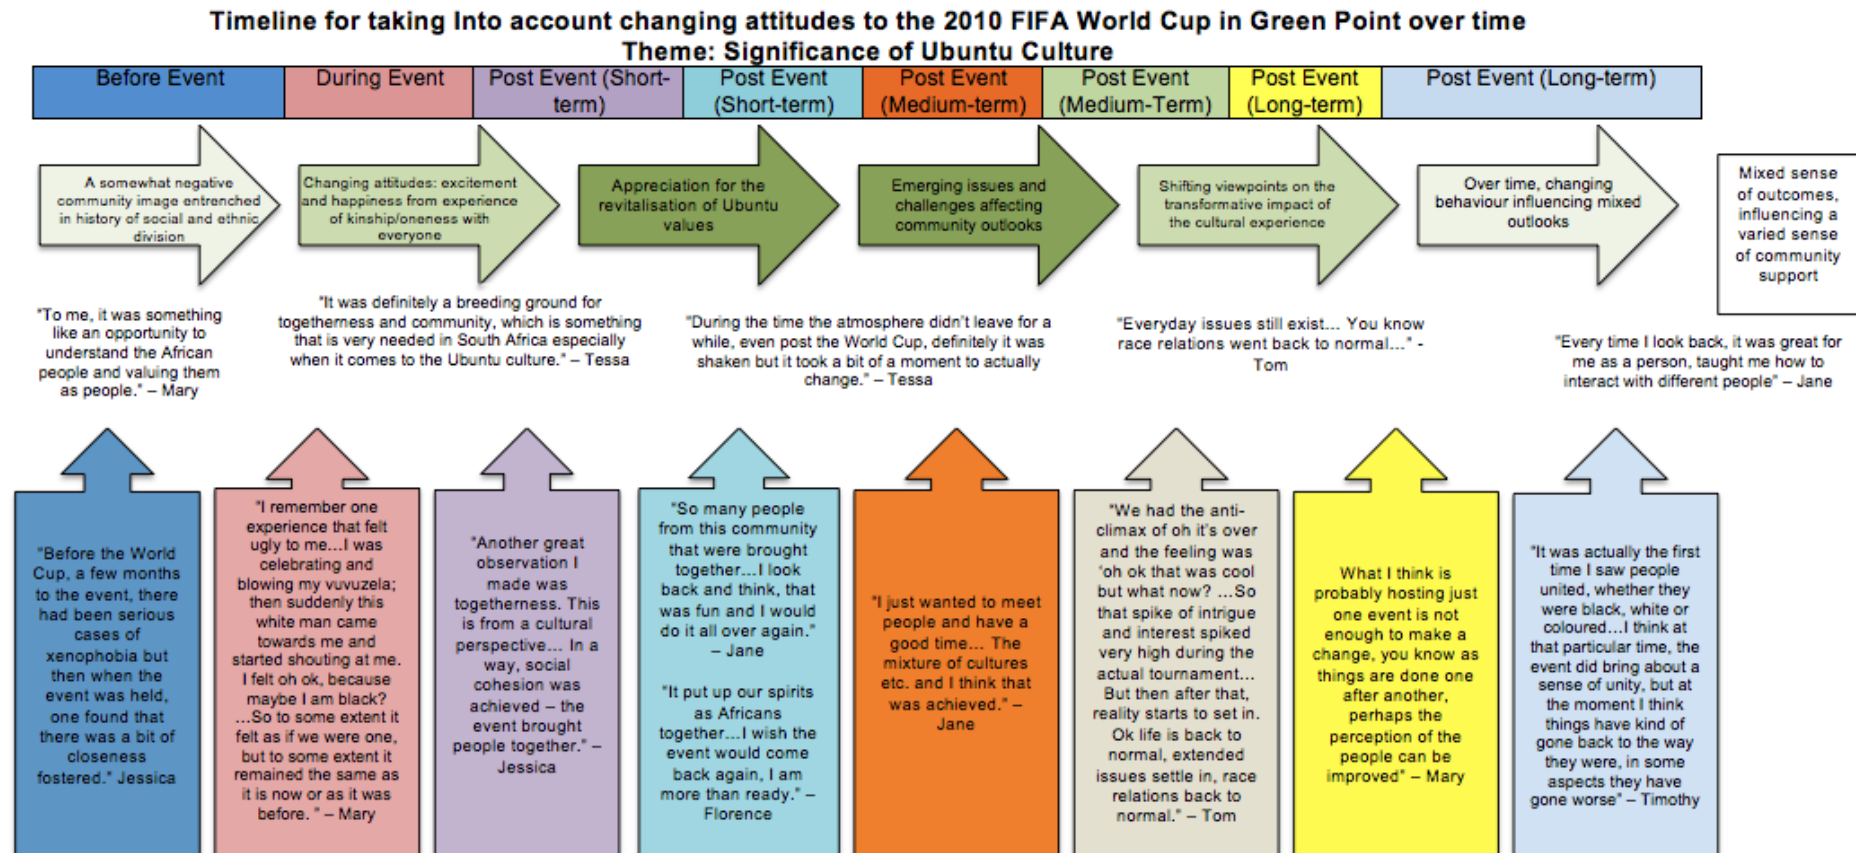 Timeline for taking Into account changing attitudes to the 2010 FIFA World Cup in Green Point over time
Theme: Significance of Ubuntu Culture
Before Event
During Event
Post Event (Short-
term)
Post Event
(Short-term)
Post Event
(Medium-term)
Post Event
(Medium-Term)
Post Event
(Long-term)
Post Event (Long-term)
A somewhat negative
community image entrenched
in history of social and ethnic
division
Changing attitudes: excitement
and happiness from experience
of kinship/oneness with
everyone
Appreciation for the
revitalisation of Ubuntu
values
Emerging issues and
challenges affecting
community outlooks
Shifting viewpoints on the
transformative impact of
the cultural experience
Over time, changing
behaviour influencing mixed
outlooks
Mixed sense
of outcomes,
influencing a
varied sense
of community
support
"To me, it was something
like an opportunity to
understand the African
people and valuing them
as people." – Mary
"It was definitely a breeding ground for
togetherness and community, which is something
that is very needed in South Africa especially
when it comes to the Ubuntu culture." – Tessa
"During the time the atmosphere didn't leave for a
while, even post the World Cup, definitely it was
shaken but it took a bit of a moment to actually
change." – Tessa
"Everyday issues still exist... You know
race relations went back to normal..." -
Tom
"Every time I look back, it was great for
me as a person, taught me how to
interact with different people" – Jane
"Before the World
Cup, a few months
to the event, there
had been serious
cases of
xenophobia but
then when the
event was held,
one found that
there was a bit of
closeness
fostered." Jessica
"I remember one
experience that felt
ugly to me...I was
celebrating and
blowing my vuvuzela;
then suddenly this
white man came
towards me and
started shouting at me.
I felt oh ok, because
maybe I am black?
...So to some extent it
felt as if we were one,
but to some extent it
remained the same as
it is now or as it was
before. " – Mary
"Another great
observation I
made was
togetherness. This
is from a cultural
perspective... In a
way, social
cohesion was
achieved – the
event brought
people together." –
Jessica
"So many people
from this community
that were brought
together...I look
back and think, that
was fun and I would
do it all over again."
– Jane
"It put up our spirits
as Africans
together...I wish the
event would come
back again, I am
more than ready." –
Florence
"I just wanted to meet
people and have a
good time... The
mixture of cultures
etc. and I think that
was achieved." –
Jane
"We had the anti-
climax of oh it's over
and the feeling was
'oh ok that was cool
but what now? ...So
that spike of intrigue
and interest spiked
very high during the
actual tournament...
But then after that,
reality starts to set in.
Ok life is back to
normal, extended
issues settle in, race
relations back to
normal." – Tom
What I think is
probably hosting just
one event is not
enough to make a
change, you know as
things are done one
after another,
perhaps the
perception of the
people can be
improved" – Mary
"It was actually the first
time I saw people
united, whether they
were black, white or
coloured...I think at
that particular time, the
event did bring about a
sense of unity, but at
the moment I think
things have kind of
gone back to the way
they were, in some
aspects they have
gone worse" – Timothy